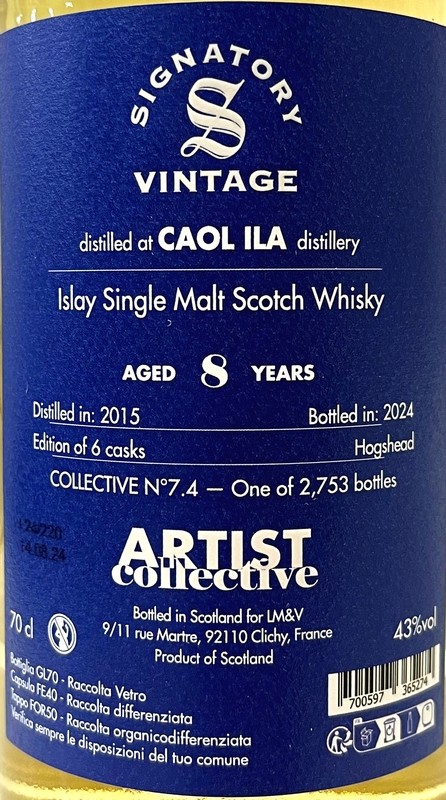 SIGNATORY
S
VINTAGE
distilled at CAOL ILA distillery
Islay Single Malt Scotch Whisky
AGED 8 YEARS
Distilled in: 2015 Bottled in: 2024
Edition of 6 casks Hogshead
COLLECTIVE N°7.4 — One of 2,753 bottles
ARTIST
collective
Bottled in Scotland for LM&V
70 cl 9/11 rue Martre, 92110 Clichy, France 43%vol
Product of Scotland
Bottiglia GL70 - Raccolta Vetro
Capsula FE40 - Raccolta differenziata
Tappo FOR50 - Raccolta organicodifferenziata
Verifica sempre le disposizioni del tuo comune
700597 365274